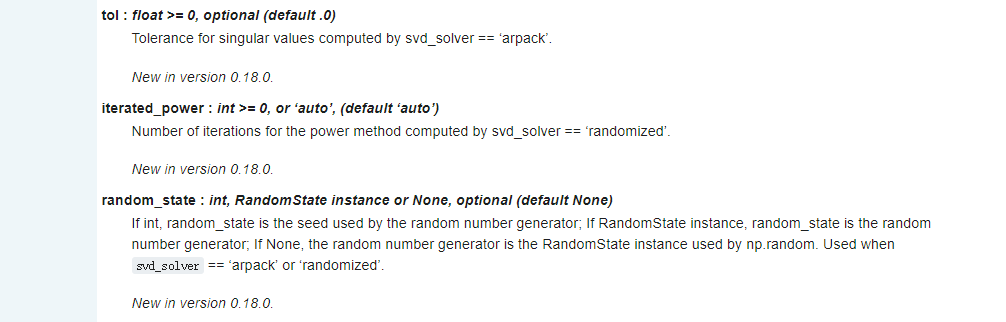 tol : float >= 0, optional (default .0)
Tolerance for singular values computed by svd_solver == ‘arpack’.
New in version 0.18.0.
iterated_power : int >= 0, or ‘auto’, (default ‘auto’)
Number of iterations for the power method computed by svd_solver == ‘randomized’.
New in version 0.18.0.
random_state : int, RandomState instance or None, optional (default None)
If int, random_state is the seed used by the random number generator; If RandomState instance, random_state is the random
number generator; If None, the random number generator is the RandomState instance used by np.random. Used when
svd_solver == ‘arpack’ or ‘randomized’.
New in version 0.18.0.